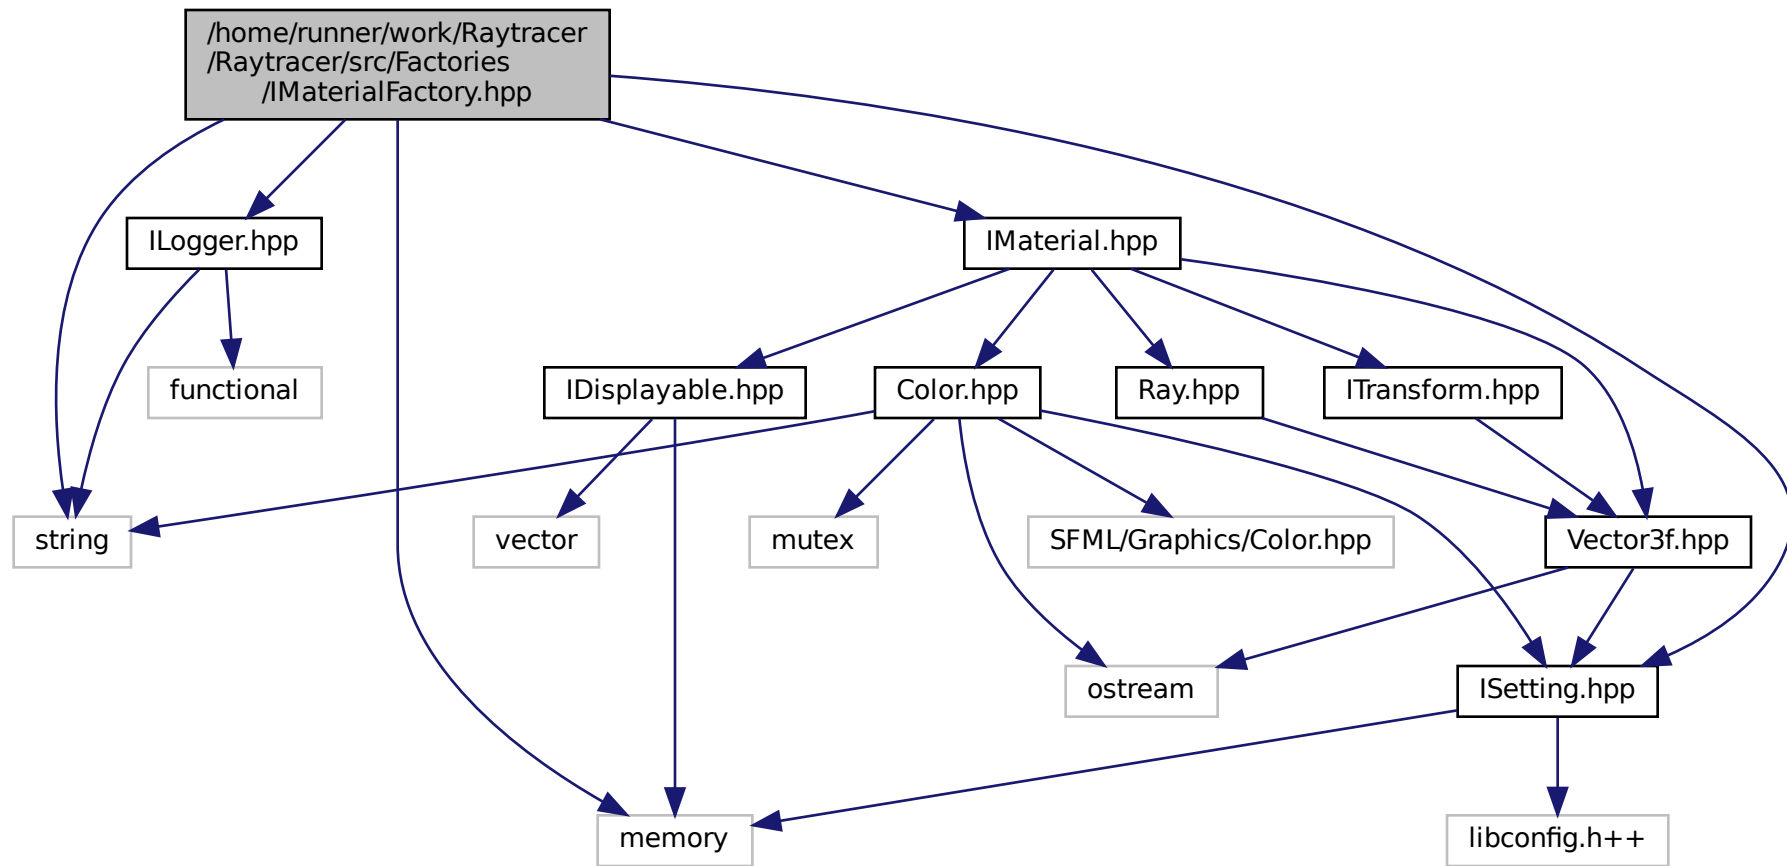 /home/runner/work/Raytracer
/Raytracer/src/Factories
/IMaterialFactory.hpp
ILogger.hpp
IMaterial.hpp
functional
IDisplayable.hpp
Color.hpp
Ray.hpp
ITransform.hpp
string
vector
mutex
SFML/Graphics/Color.hpp
Vector3f.hpp
ostream
ISetting.hpp
memory
libconfig.h++